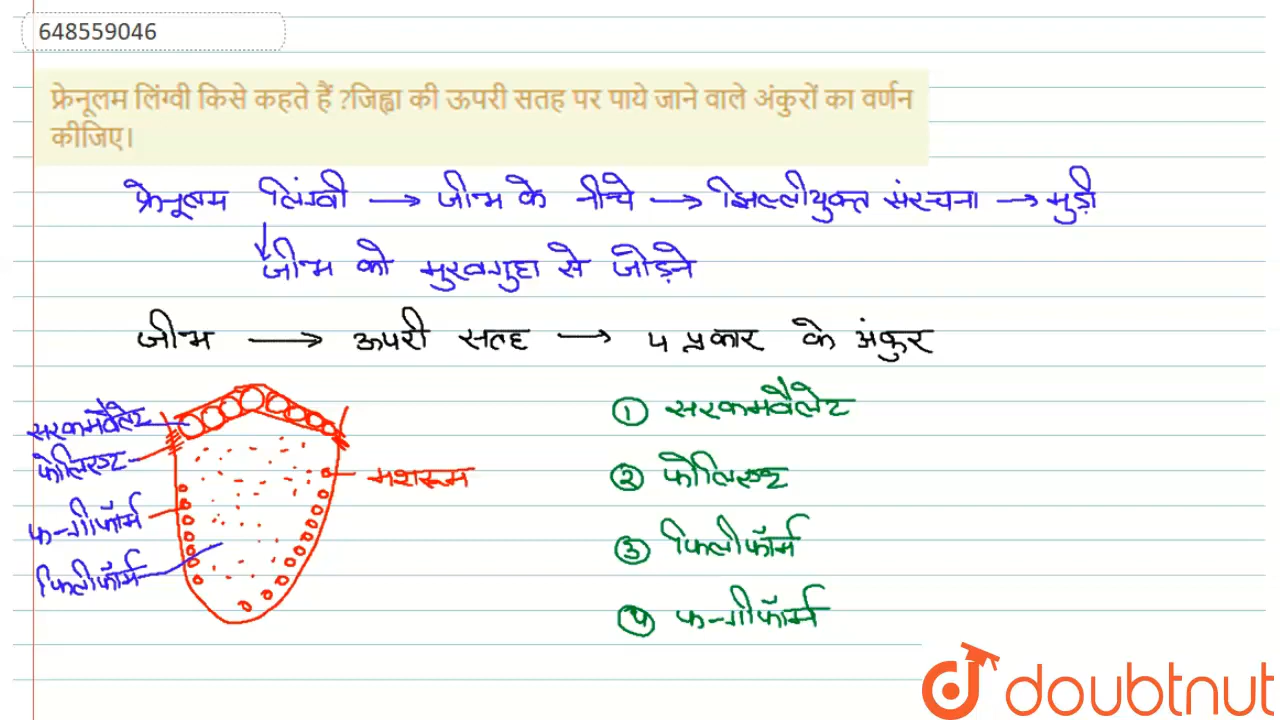 648559046
फ्रेनूलम लिंग्वी किसे कहते हैं ?जिह्वा की ऊपरी सतह पर पाये जाने वाले अंकुरों का वर्णन
कीजिए।
फ्रेनूलम लिंग्वी → जीभ के नीचे → झिल्लीयुक्त संरचना → मुड़ी
↓
जीभ को मुखगुहा से जोड़ने
जीभ → ऊपरी सतह → 4 प्रकार के अंकुर
सरकमवैलेट
फोलिएट
फन्जीफॉर्म
फिलीफॉर्म
मशरूम
① सरकमवैलेट
② फोलिएट
③ फिलीफॉर्म
④ फन्जीफॉर्म
doubtnut